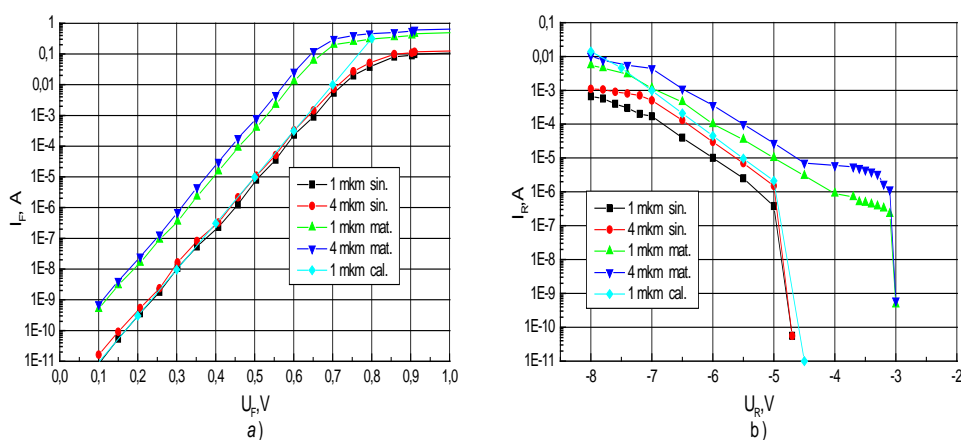 1
0,1
0,01
1E-3
1E-4
1E-5
1E-6
1E-7
1E-8
1E-9
1E-10
1E-11
I_F, A
0,0 0,1 0,2 0,3 0,4 0,5 0,6 0,7 0,8 0,9 1,0
U_F,V
1 mkm sin.
4 mkm sin.
1 mkm mat.
4 mkm mat.
1 mkm cal.
a)
0,1
0,01
1E-3
1E-4
1E-5
1E-6
1E-7
1E-8
1E-9
1E-10
1E-11
I_R, A
-8 -7 -6 -5 -4 -3 -2
U_R,V
1 mkm sin.
4 mkm sin.
1 mkm mat.
4 mkm mat.
1 mkm cal.
b)